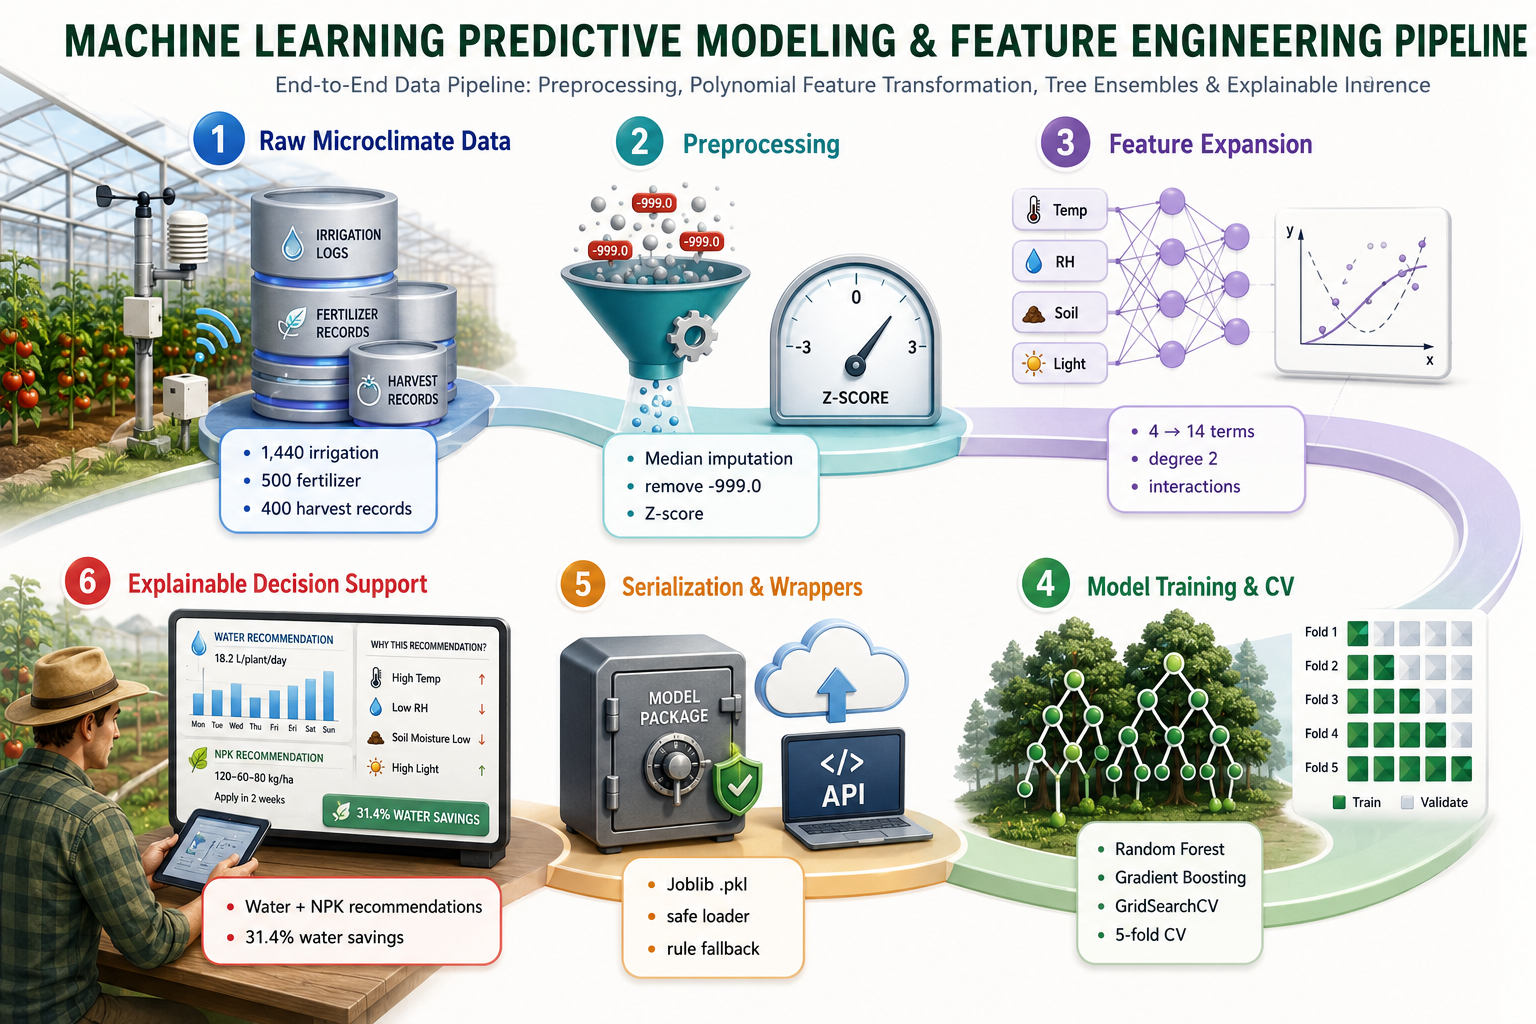 MACHINE LEARNING PREDICTIVE MODELING & FEATURE ENGINEERING PIPELINE
End-to-End Data Pipeline: Preprocessing, Polynomial Feature Transformation, Tree Ensembles & Explainable
1
Raw Microclimate Data
IRRIGATION
LOGS
FERTILIZER
RECORDS
HARVEST
RECORDS
• 1,440 irrigation
• 500 fertilizer
• 400 harvest records
2
Preprocessing
-999.0
-999.0
-999.0
0
-3
3
Z-SCORE
• Median imputation
• remove -999.0
• Z-score
3
Feature Expansion
Temp
RH
Soil
Light
y
x
• 4 → 14 terms
• degree 2
• interactions
6
Explainable Decision Support
WATER RECOMMENDATION
18.2 L/plant/day
Mon Tue Wed Thu Fri Fri Sat Sun
NPK RECOMMENDATION
120–60–80 kg/ha
Apply in 2 weeks
WHY THIS RECOMMENDATION?
High Temp ↑
Low RH ↓
Soil Moisture Low ↓
High Light ↑
31.4% WATER SAVINGS
• Water + NPK recommendations
• 31.4% water savings
5
Serialization & Wrappers
MODEL
PACKAGE
</>
API
• Joblib .pkl
• safe loader
• rule fallback
4
Model Training & CV
Fold 1
Fold 2
Fold 3
Fold 4
Fold 5
Train Validate
• Random Forest
• Gradient Boosting
• GridSearchCV
• 5-fold CV